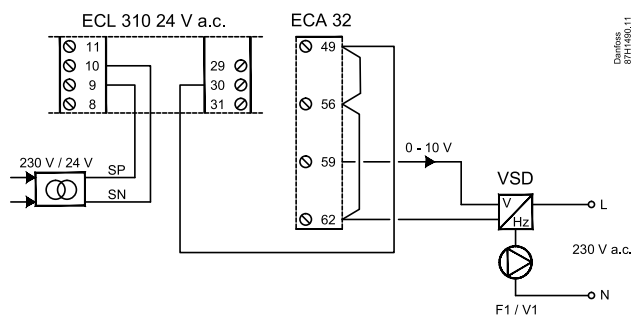 ECL 310 24 V a.c.
ECA 32
Danfoss
87H1490.11
11
10
9
8
29
30
31
49
56
59
62
230 V / 24 V
SP
SN
0 - 10 V
VSD
V
Hz
L
230 V a.c.
N
F1 / V1